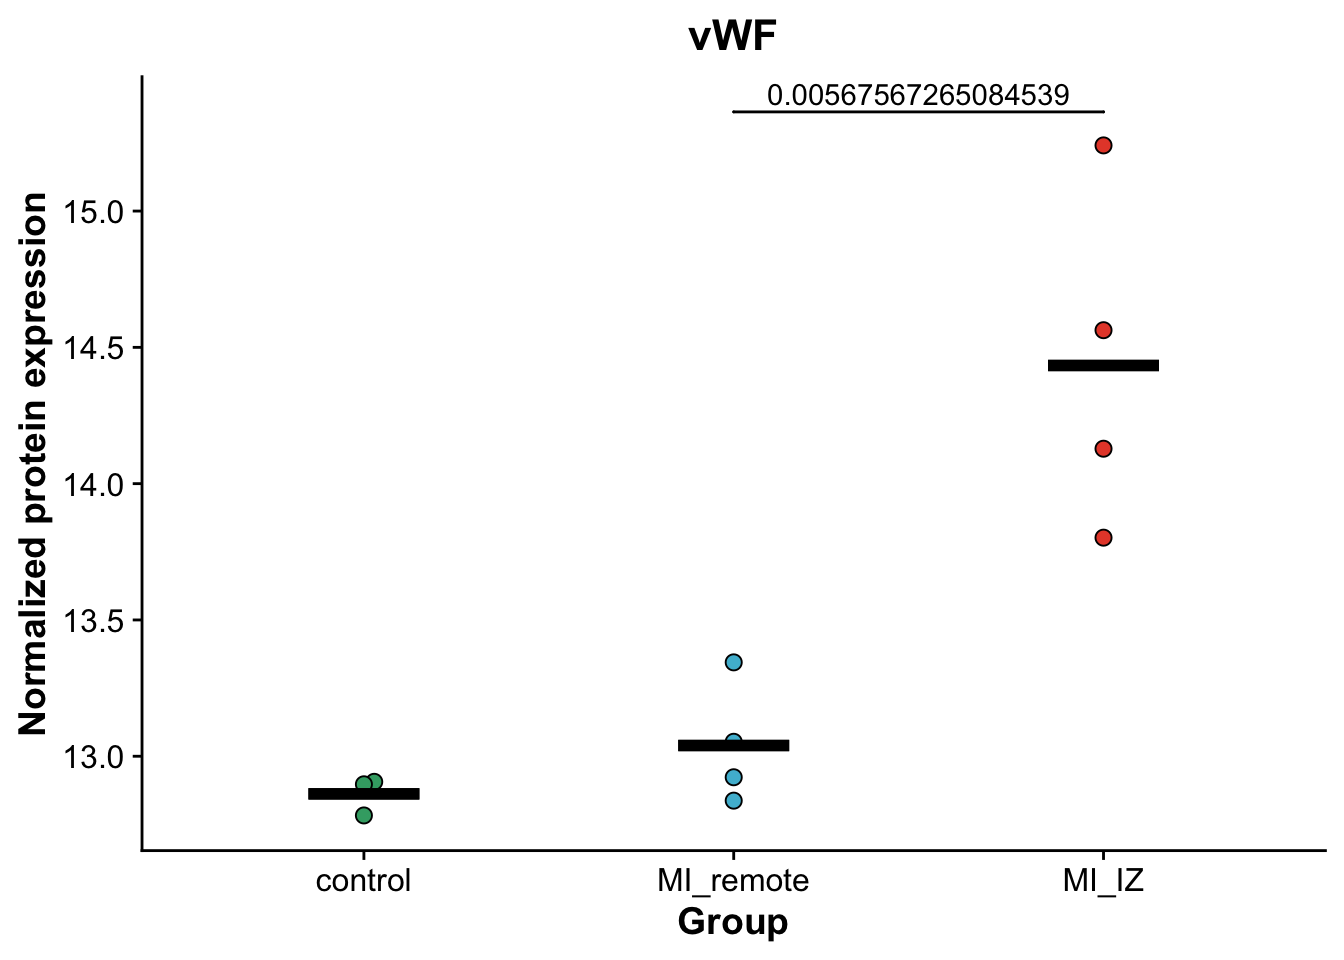 vWF
0.00567567265084539
Normalized protein expression
15.0
14.5
14.0
13.5
13.0
control
MI_remote
MI_IZ
Group